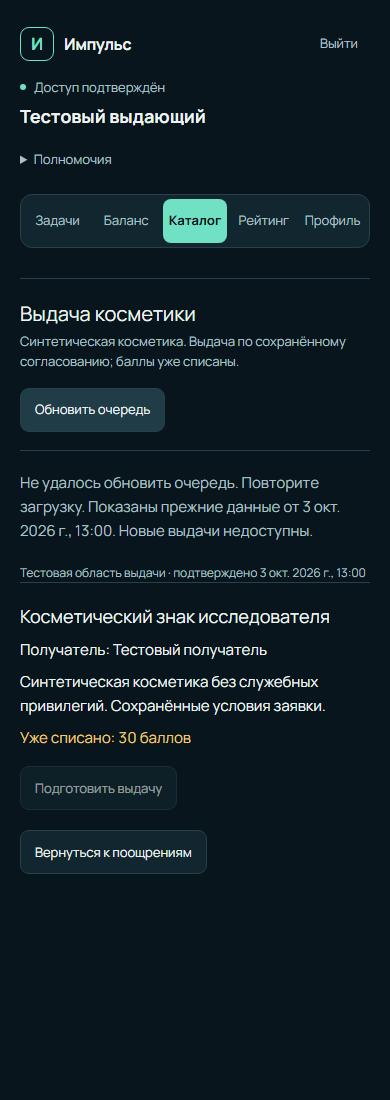 И Импульс Выйти
Доступ подтверждён
Тестовый выдающий
Полномочия
Задачи Баланс Каталог Рейтинг Профиль
Выдача косметики
Синтетическая косметика. Выдача по сохранённому
согласованию; баллы уже списаны.
Обновить очередь
Не удалось обновить очередь. Повторите
загрузку. Показаны прежние данные от 3 окт.
2026 г., 13:00. Новые выдачи недоступны.
Тестовая область выдачи · подтверждено 3 окт. 2026 г., 13:00
Косметический знак исследователя
Получатель: Тестовый получатель
Синтетическая косметика без служебных
привилегий. Сохранённые условия заявки.
Уже списано: 30 баллов
Подготовить выдачу
Вернуться к поощрениям